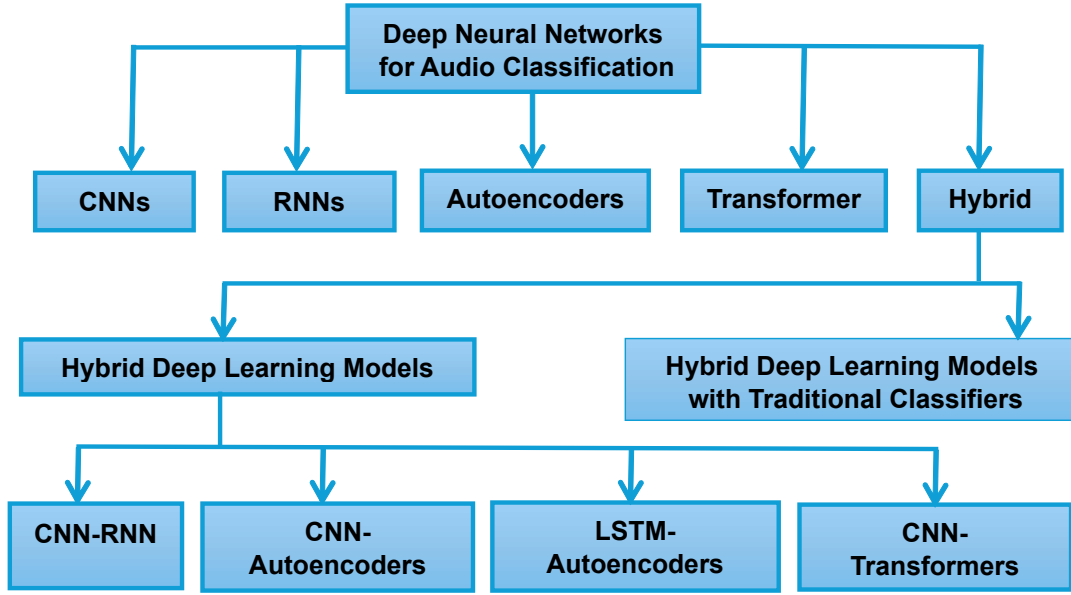 Deep Neural Networks
for Audio Classification
CNNs
RNNs
Autoencoders
Transformer
Hybrid
Hybrid Deep Learning Models
Hybrid Deep Learning Models
with Traditional Classifiers
CNN-RNN
CNN-
Autoencoders
LSTM-
Autoencoders
CNN-
Transformers